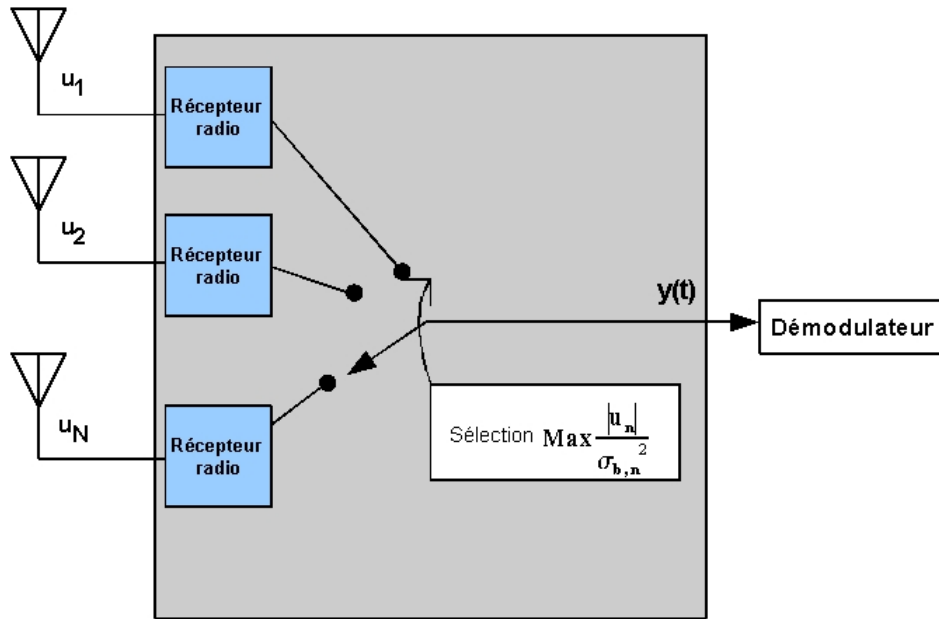 u1
Récepteur
radio
u2
Récepteur
radio
y(t)
Démodulateur
uN
Récepteur
radio
Sélection Max |un| / σb,n²